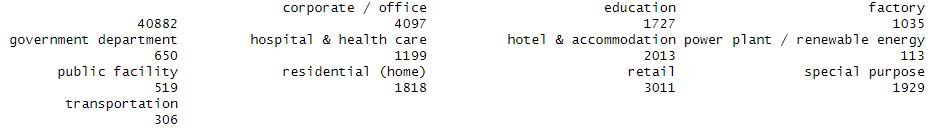 corporate / office education factory
40882 4097 1727 1035
government department hospital & health care hotel & accommodation power plant / renewable energy
650 1199 2013 113
public facility residential (home) retail special purpose
519 1818 3011 1929
transportation
306